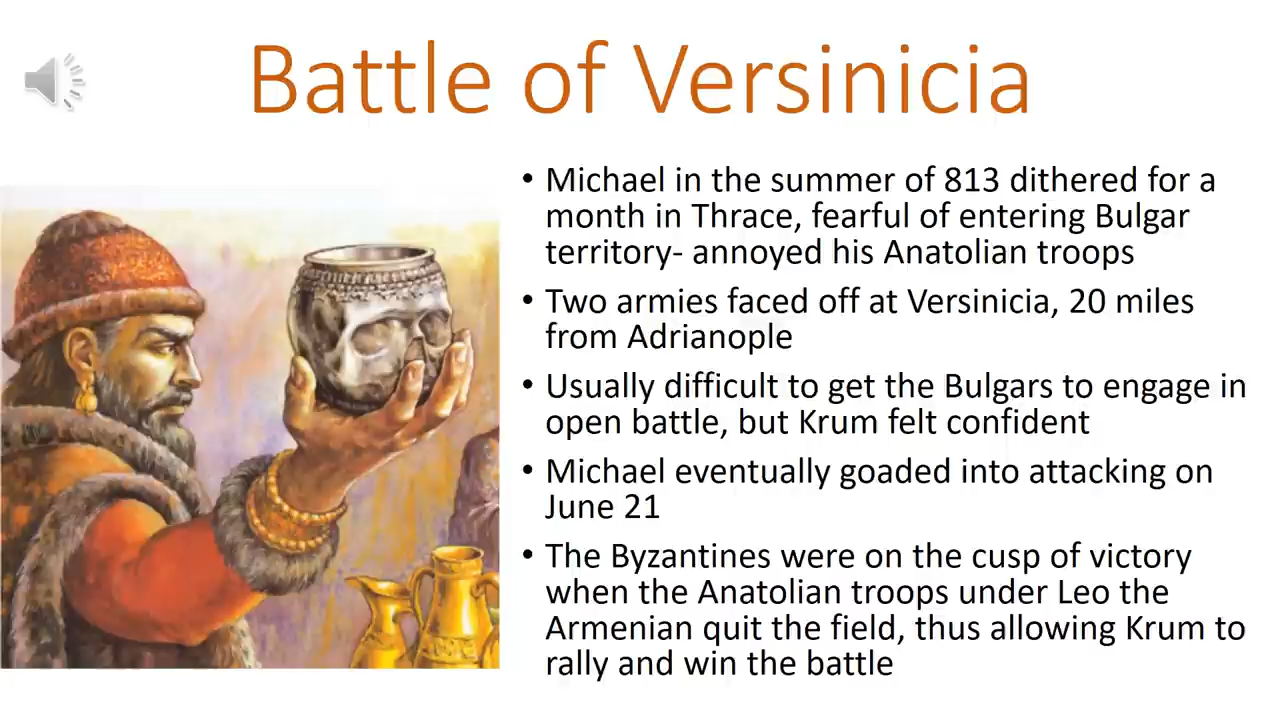 Battle of Versinicia
• Michael in the summer of 813 dithered for a
month in Thrace, fearful of entering Bulgar
territory- annoyed his Anatolian troops
• Two armies faced off at Versinicia, 20 miles
from Adrianople
• Usually difficult to get the Bulgars to engage in
open battle, but Krum felt confident
• Michael eventually goaded into attacking on
June 21
• The Byzantines were on the cusp of victory
when the Anatolian troops under Leo the
Armenian quit the field, thus allowing Krum to
rally and win the battle